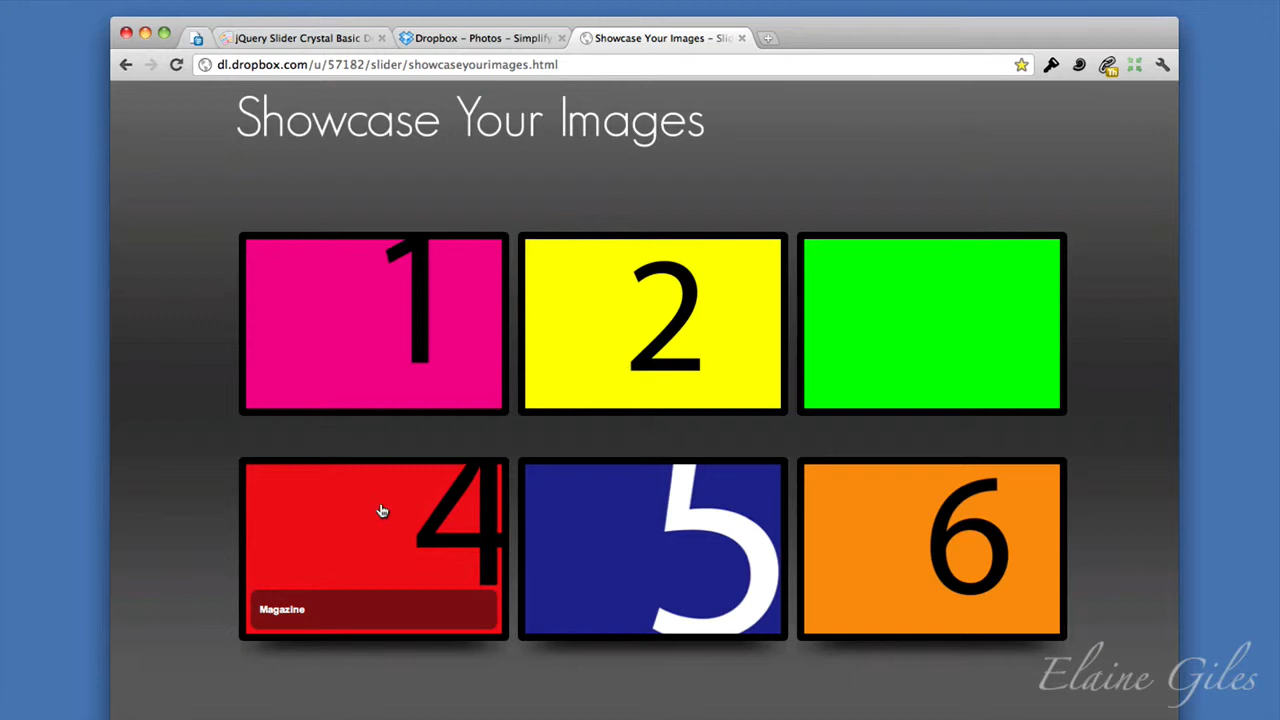 jQuery Slider Crystal Basic D
Dropbox – Photos – Simplify
Showcase Your Images – Sli
dl.dropbox.com/u/57182/slider/showcaseyourimages.html
Th
Showcase Your Images
1
2
4
5
6
Magazine
Elaine Giles